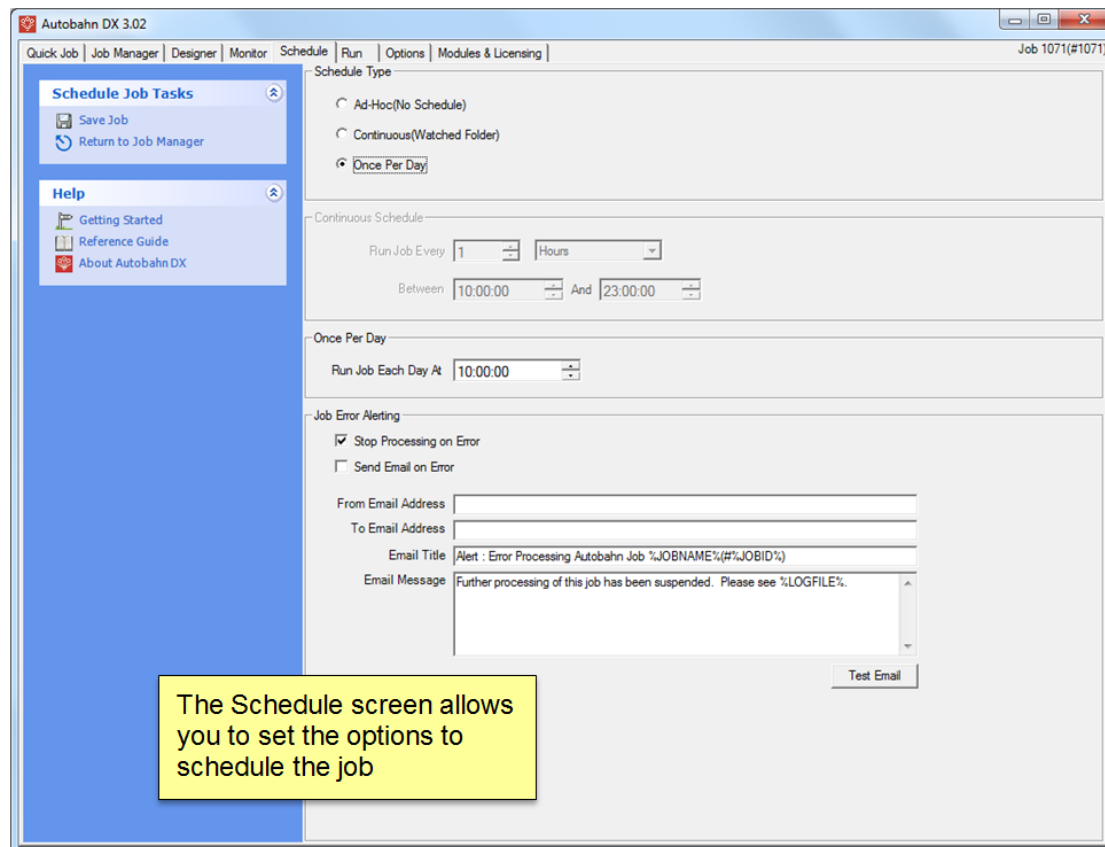 Autobahn DX 3.02
Quick Job Job Manager Designer Monitor Schedule Run Options Modules & Licensing Job 1071(#1071)
Schedule Job Tasks
Save Job
Return to Job Manager
Help
Getting Started
Reference Guide
About Autobahn DX
Schedule Type
Ad-Hoc(No Schedule)
Continuous(Watched Folder)
Once Per Day
Continuous Schedule
Run Job Every 1 Hours
Between 10:00:00 And 23:00:00
Once Per Day
Run Job Each Day At 10:00:00
Job Error Alerting
Stop Processing on Error
Send Email on Error
From Email Address
To Email Address
Email Title Alert : Error Processing Autobahn Job %JOBNAME%(#%JOBID%)
Email Message Further processing of this job has been suspended. Please see %LOGFILE%.
Test Email
The Schedule screen allows
you to set the options to
schedule the job